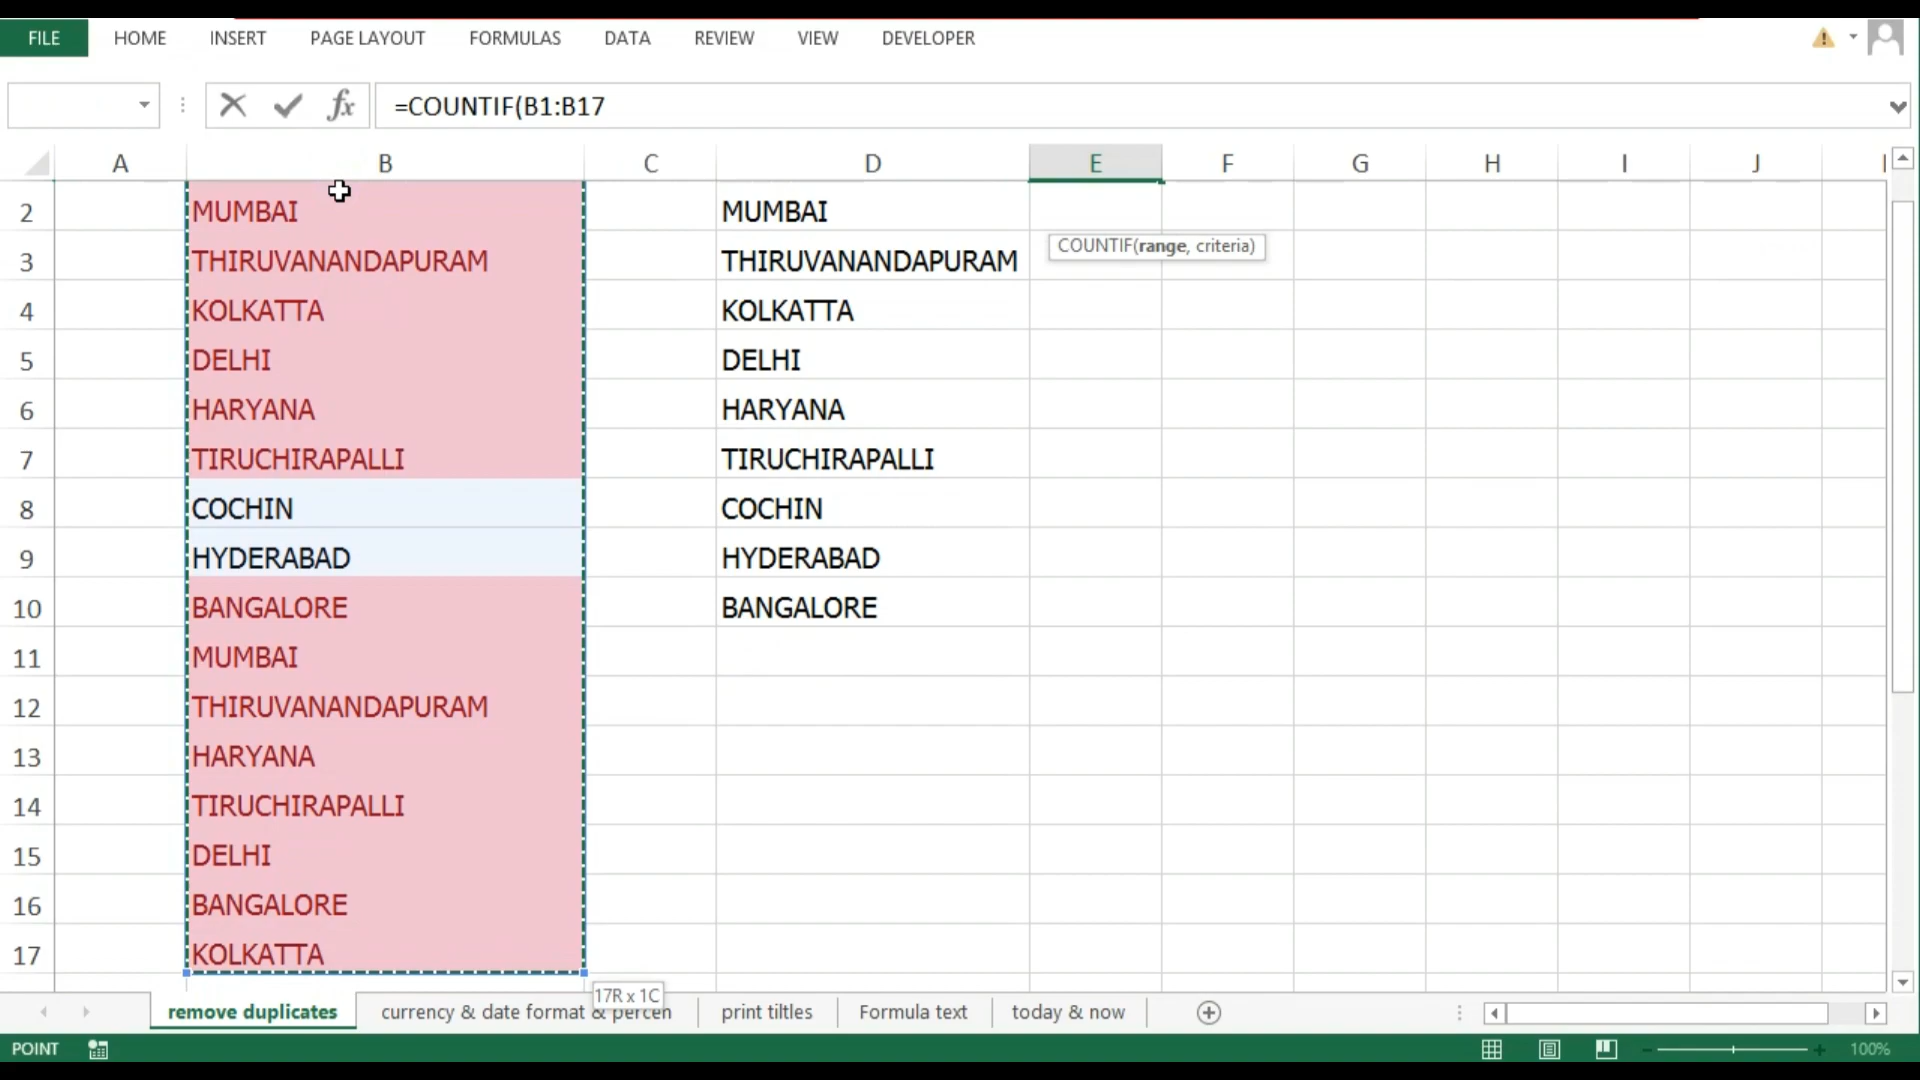 FILE HOME INSERT PAGE LAYOUT FORMULAS DATA REVIEW VIEW DEVELOPER
fx =COUNTIF(B1:B17
A B C D E F G H I J
2 MUMBAI MUMBAI
COUNTIF(range, criteria)
3 THIRUVANANDAPURAM THIRUVANANDAPURAM
4 KOLKATTA KOLKATTA
5 DELHI DELHI
6 HARYANA HARYANA
7 TIRUCHIRAPALLI TIRUCHIRAPALLI
8 COCHIN COCHIN
9 HYDERABAD HYDERABAD
10 BANGALORE BANGALORE
11 MUMBAI
12 THIRUVANANDAPURAM
13 HARYANA
14 TIRUCHIRAPALLI
15 DELHI
16 BANGALORE
17 KOLKATTA
17R x 1C
remove duplicates currency & date format & percen print tiltles Formula text today & now
POINT 100%